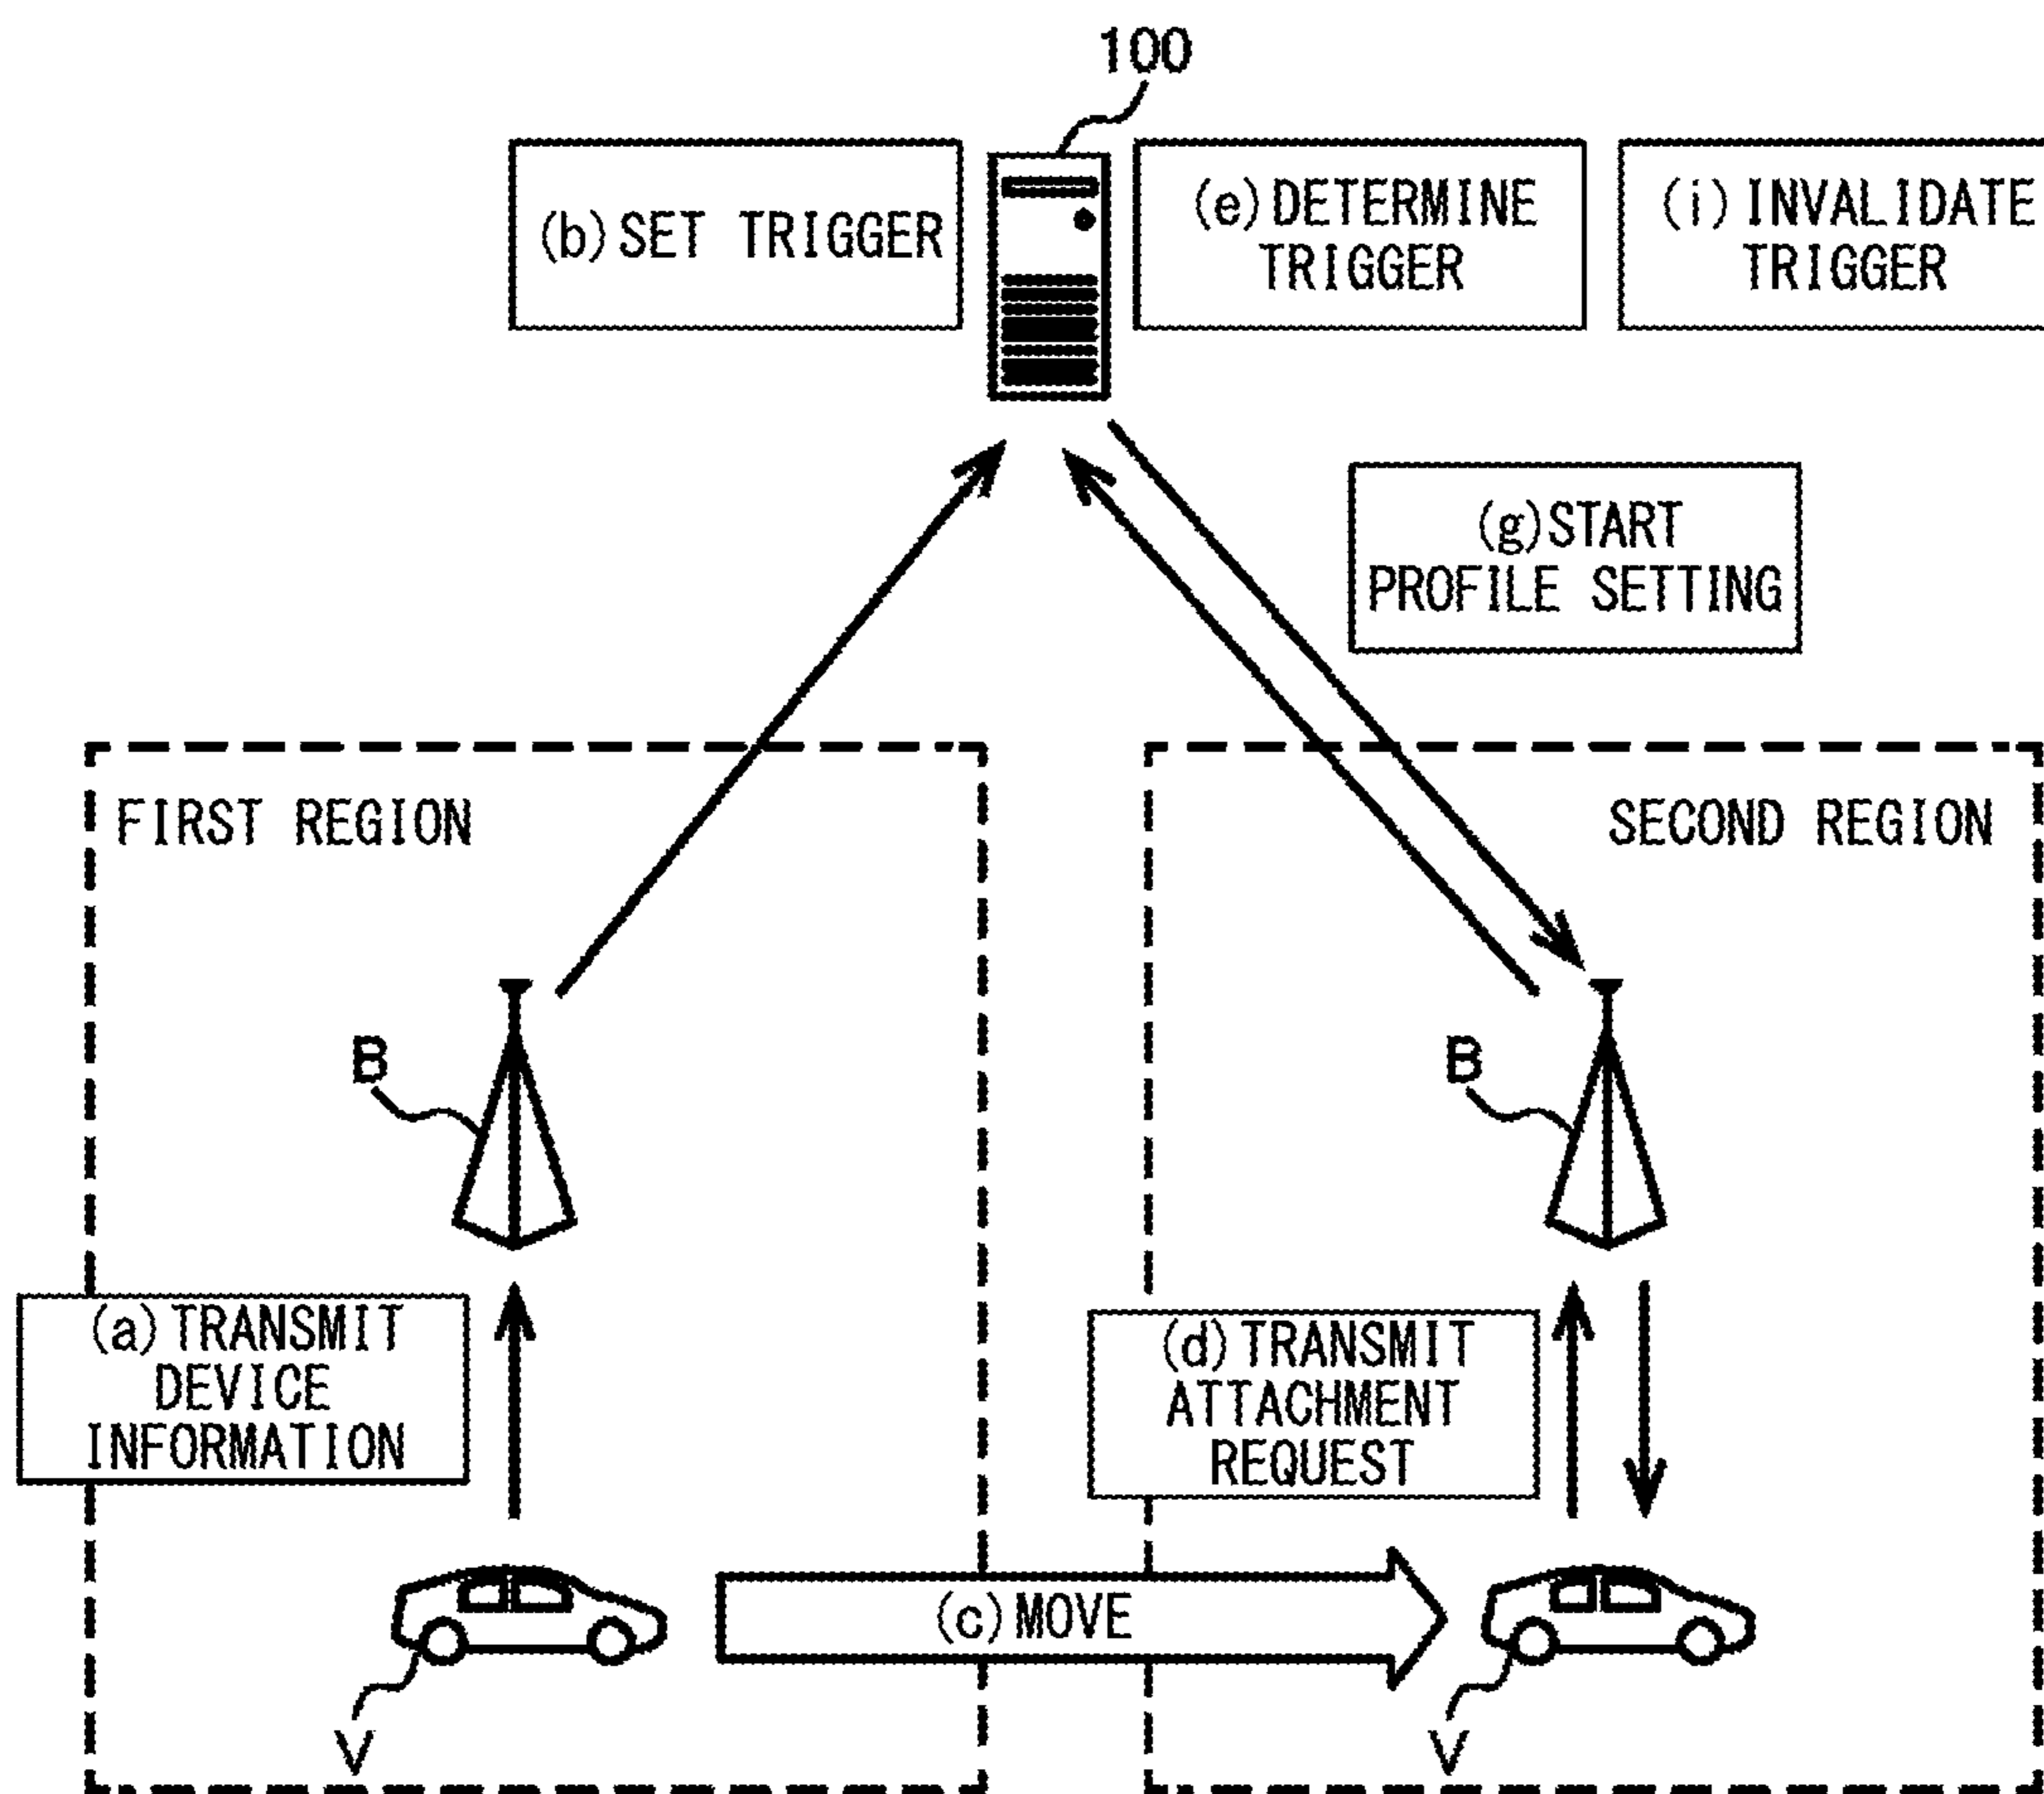 100
(b) SET TRIGGER
(e) DETERMINE
TRIGGER
(i) INVALIDATE
TRIGGER
(g) START
PROFILE SETTING
FIRST REGION
SECOND REGION
B
B
(a) TRANSMIT
DEVICE
INFORMATION
(d) TRANSMIT
ATTACHMENT
REQUEST
(c) MOVE
V
V